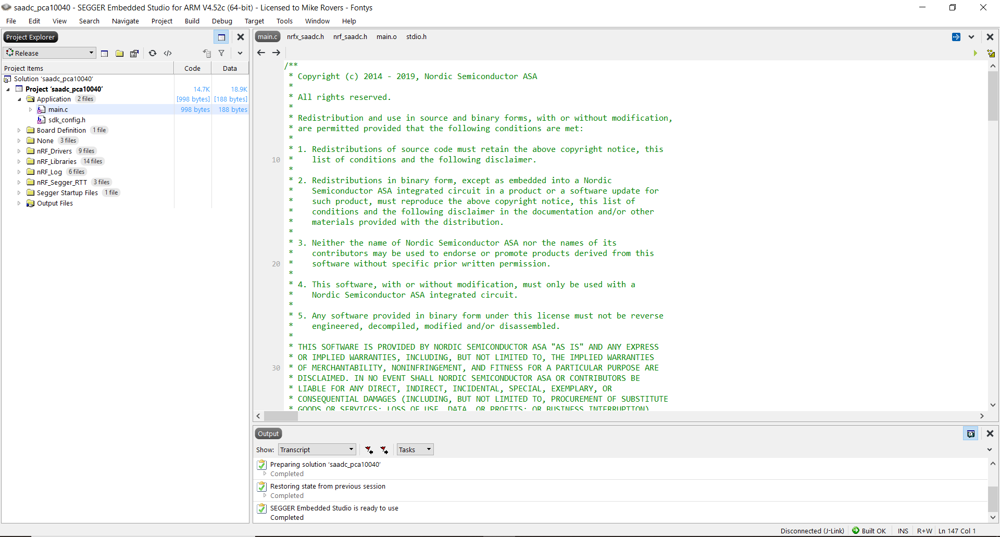 saadc_pca10040 - SEGGER Embedded Studio for ARM V4.52c (64-bit) - Licensed to Mike Rovers - Fontys
File Edit View Search Navigate Project Build Debug Target Tools Window Help
Project Explorer
Release
Project Items Code Data
Solution 'saadc_pca10040'
Project 'saadc_pca10040' 14.7K 18.9K
Application 2 files [998 bytes] [188 bytes]
main.c 998 bytes 188 bytes
sdk_config.h
Board Definition 1 file
None 3 files
nRF_Drivers 9 files
nRF_Libraries 14 files
nRF_Log 6 files
nRF_Segger_RTT 3 files
Segger Startup Files 1 file
Output Files
main.c nrfx_saadc.h nrf_saadc.h main.o stdio.h
/**
* Copyright (c) 2014 - 2019, Nordic Semiconductor ASA
*
* All rights reserved.
*
* Redistribution and use in source and binary forms, with or without modification,
* are permitted provided that the following conditions are met:
*
* 1. Redistributions of source code must retain the above copyright notice, this
10 * list of conditions and the following disclaimer.
*
* 2. Redistributions in binary form, except as embedded into a Nordic
* Semiconductor ASA integrated circuit in a product or a software update for
* such product, must reproduce the above copyright notice, this list of
* conditions and the following disclaimer in the documentation and/or other
* materials provided with the distribution.
*
* 3. Neither the name of Nordic Semiconductor ASA nor the names of its
* contributors may be used to endorse or promote products derived from this
20 * software without specific prior written permission.
*
* 4. This software, with or without modification, must only be used with a
* Nordic Semiconductor ASA integrated circuit.
*
* 5. Any software provided in binary form under this license must not be reverse
* engineered, decompiled, modified and/or disassembled.
*
* THIS SOFTWARE IS PROVIDED BY NORDIC SEMICONDUCTOR ASA "AS IS" AND ANY EXPRESS
* OR IMPLIED WARRANTIES, INCLUDING, BUT NOT LIMITED TO, THE IMPLIED WARRANTIES
30 * OF MERCHANTABILITY, NONINFRINGEMENT, AND FITNESS FOR A PARTICULAR PURPOSE ARE
* DISCLAIMED. IN NO EVENT SHALL NORDIC SEMICONDUCTOR ASA OR CONTRIBUTORS BE
* LIABLE FOR ANY DIRECT, INDIRECT, INCIDENTAL, SPECIAL, EXEMPLARY, OR
* CONSEQUENTIAL DAMAGES (INCLUDING, BUT NOT LIMITED TO, PROCUREMENT OF SUBSTITUTE
* GOODS OR SERVICES; LOSS OF USE, DATA, OR PROFITS; OR BUSINESS INTERRUPTION)
Output
Show: Transcript Tasks
Preparing solution 'saadc_pca10040'
Completed
Restoring state from previous session
Completed
SEGGER Embedded Studio is ready to use
Completed
Disconnected (J-Link) Built OK INS R+W Ln 147 Col 1